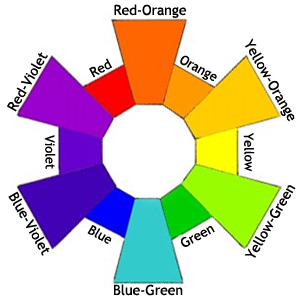 Red-Orange
Orange
Yellow-Orange
Yellow
Yellow-Green
Green
Blue-Green
Blue
Blue-Violet
Violet
Red-Violet
Red